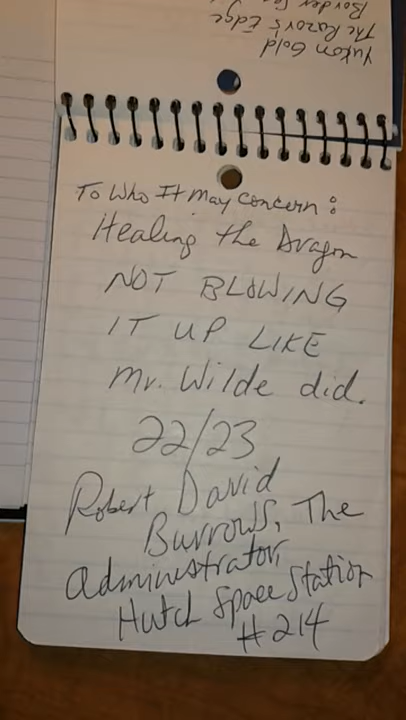 Yukon Gold
The Razor's Edge
To Who It May Concern:
Healing the Dragon
NOT BLOWING
IT UP LIKE
Mr. Wilde did.
22/23
Robert David
Burrows, The
Administrator,
Hutch Space Station
#214